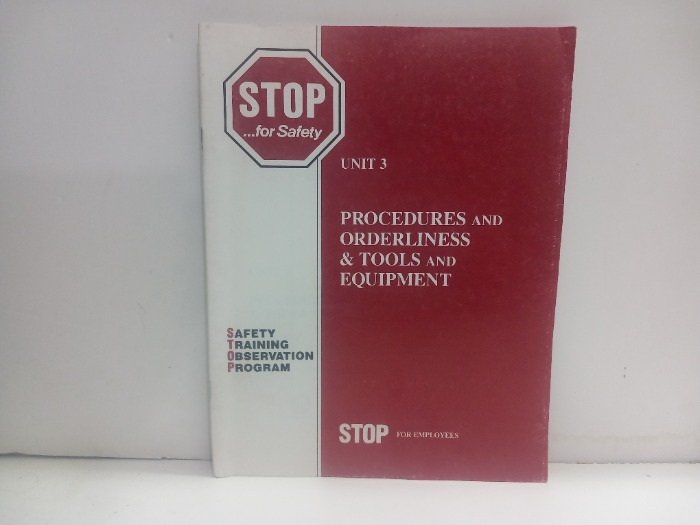 STOP
...for Safety
UNIT 3
PROCEDURES AND
ORDERLINESS
& TOOLS AND
EQUIPMENT
SAFETY
TRAINING
OBSERVATION
PROGRAM
STOP FOR EMPLOYEES